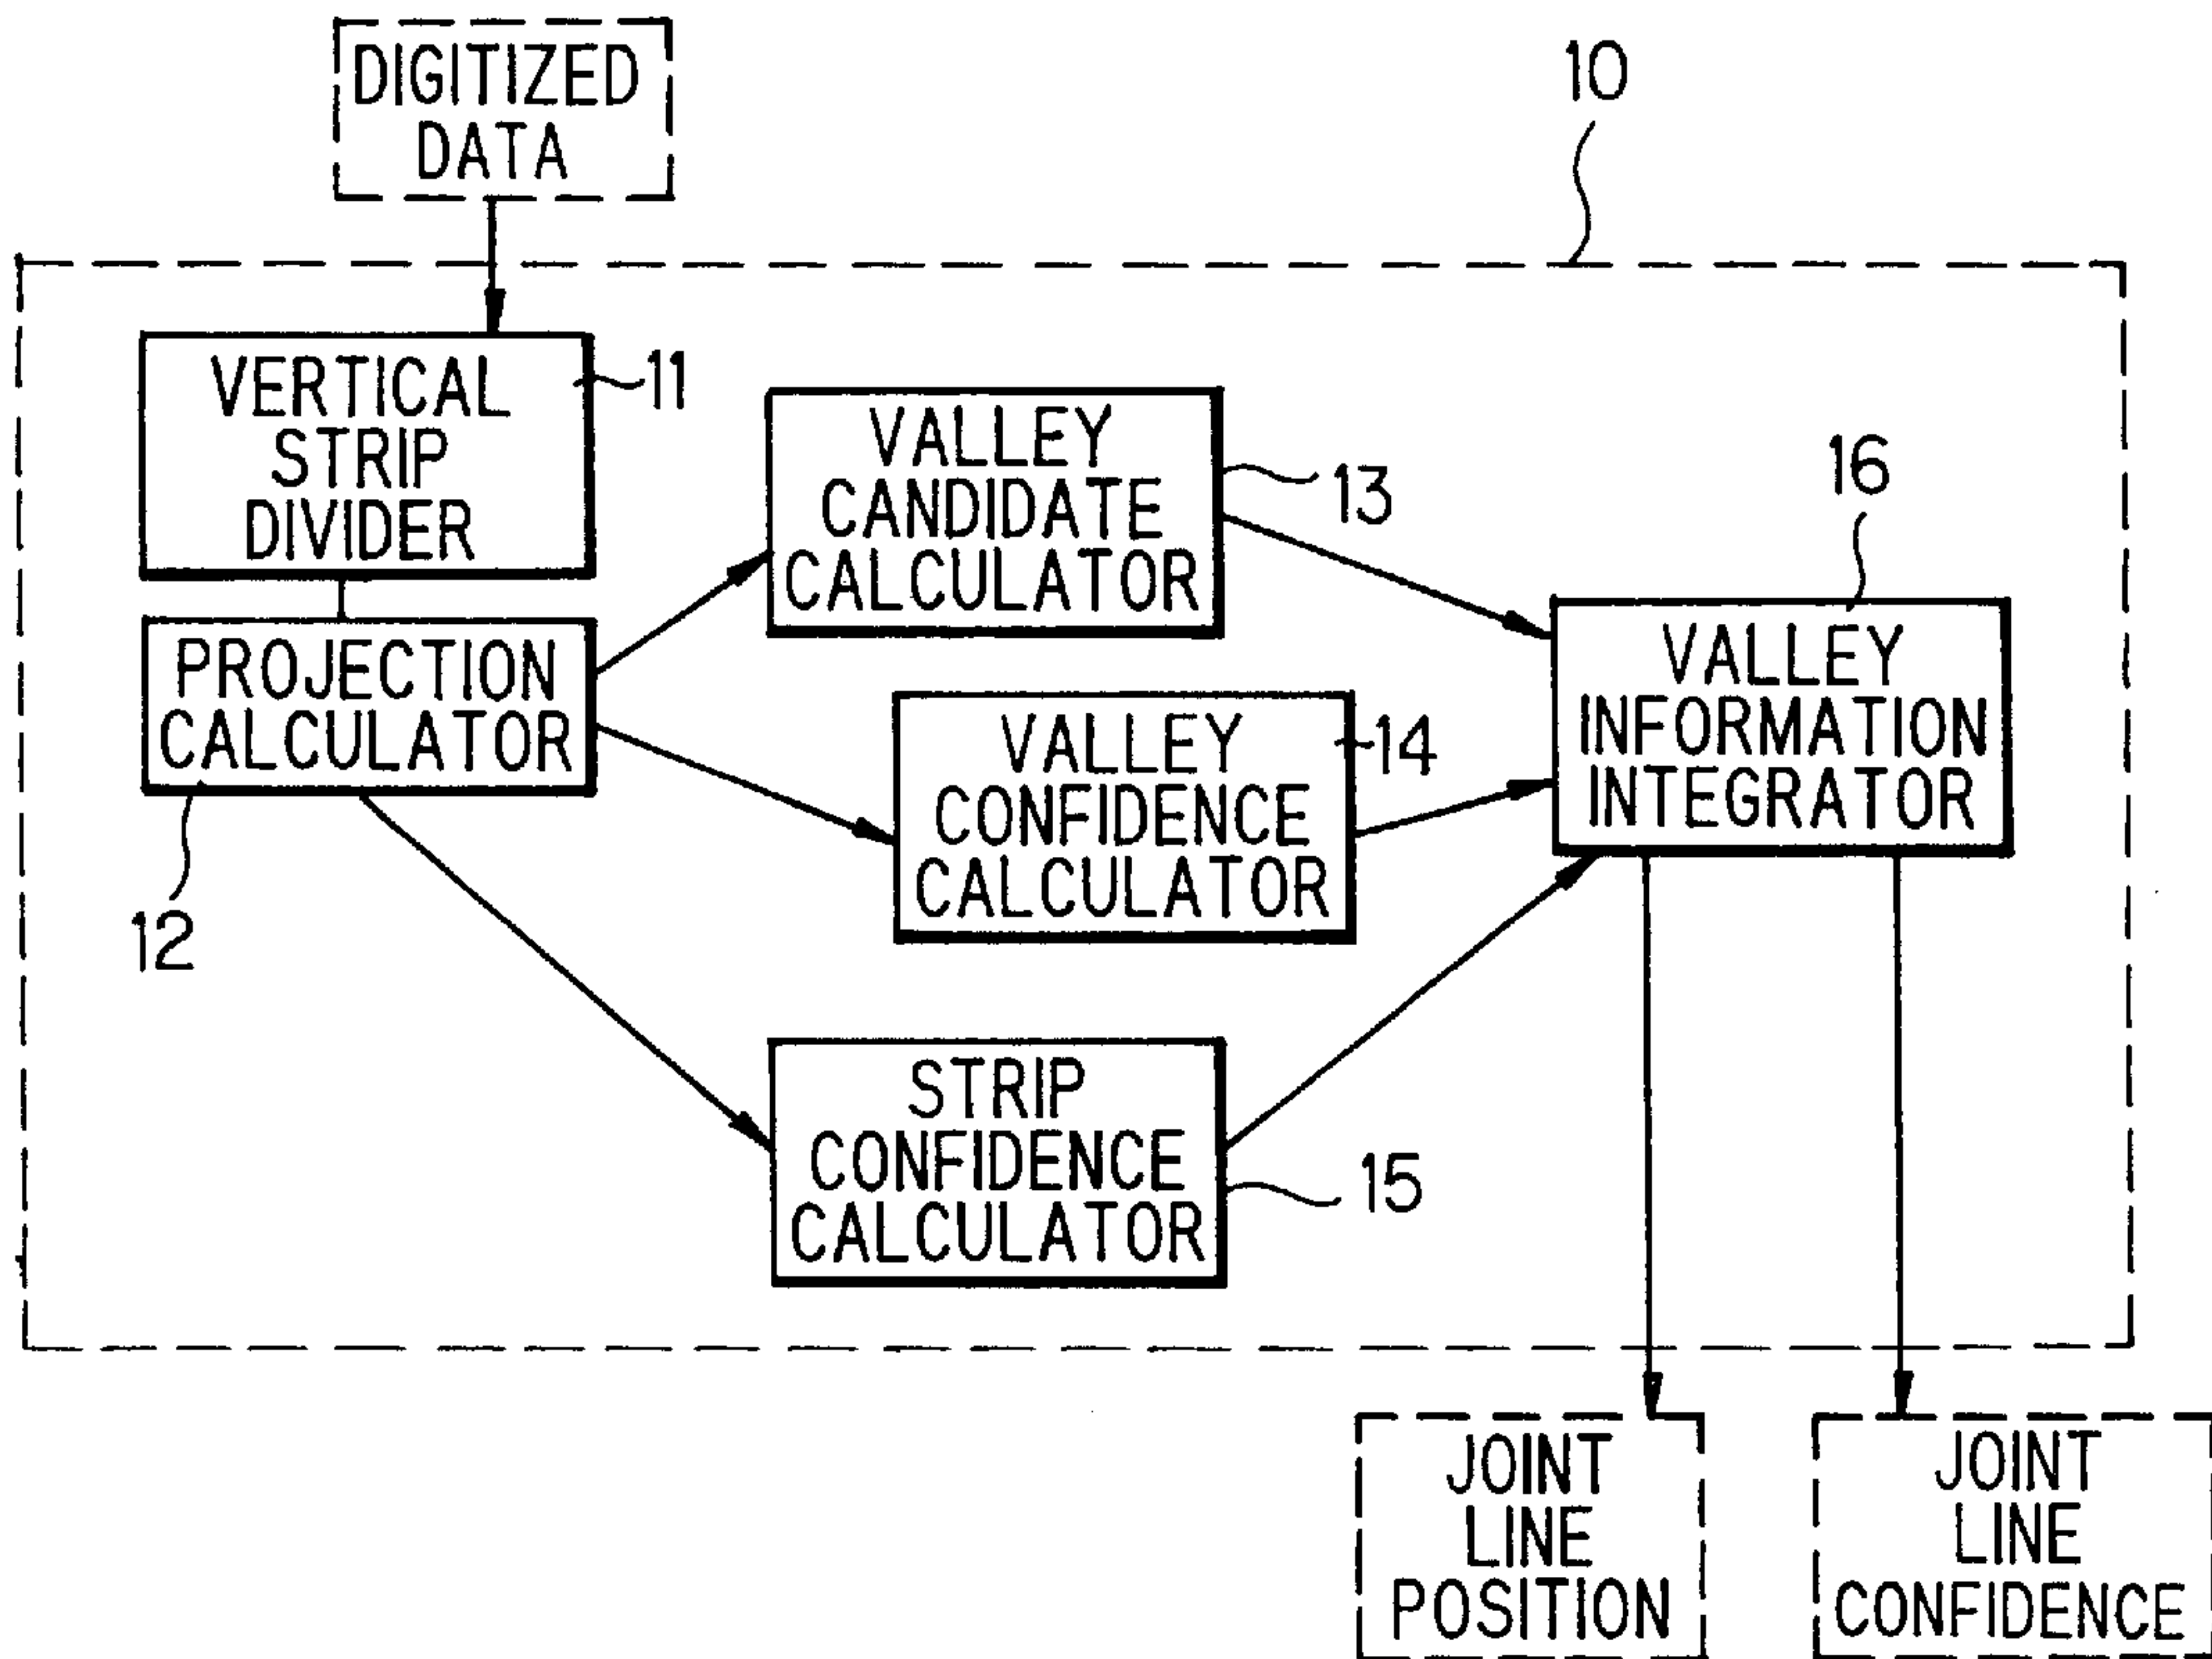 DIGITIZED
DATA
10
VERTICAL
STRIP
DIVIDER
11
PROJECTION
CALCULATOR
12
VALLEY
CANDIDATE
CALCULATOR
13
VALLEY
CONFIDENCE
CALCULATOR
14
STRIP
CONFIDENCE
CALCULATOR
15
16
VALLEY
INFORMATION
INTEGRATOR
JOINT
LINE
POSITION
JOINT
LINE
CONFIDENCE